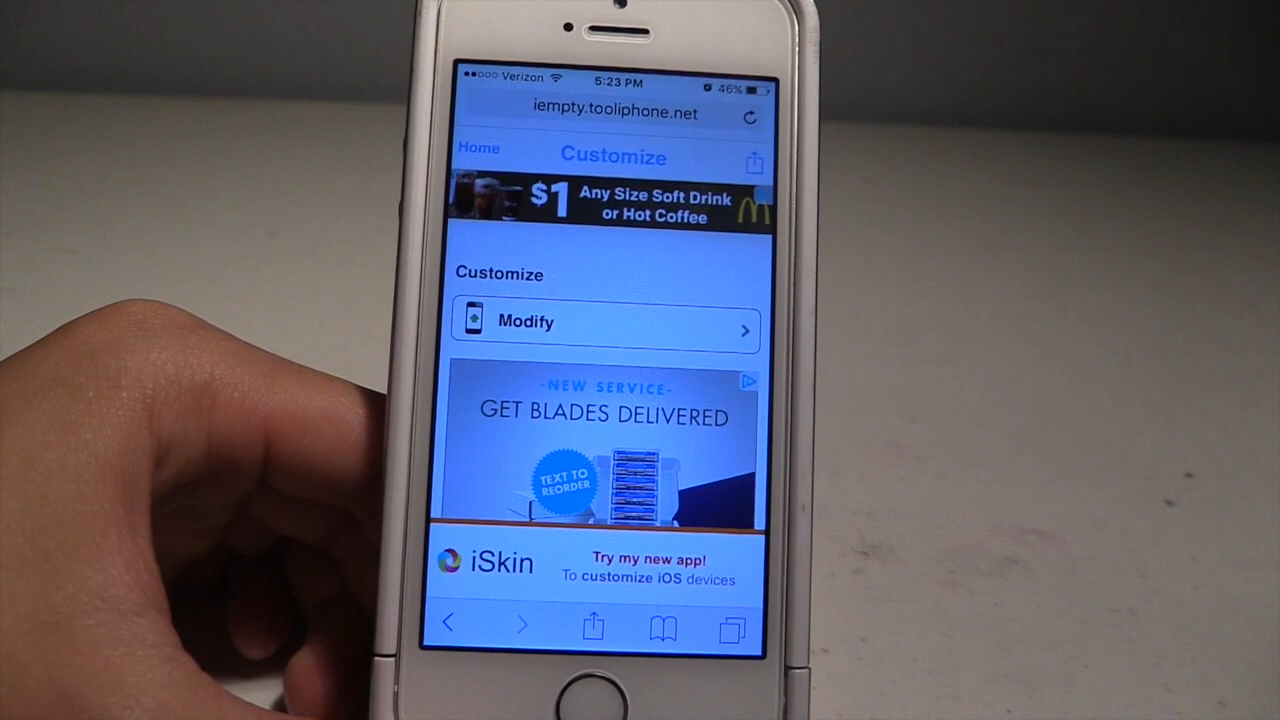 Verizon 5:23 PM 46%
iempty.tooliphone.net
Home Customize
$1 Any Size Soft Drink
or Hot Coffee
Customize
Modify
-NEW SERVICE-
GET BLADES DELIVERED
TEXT TO
REORDER
iSkin
Try my new app!
To customize iOS devices